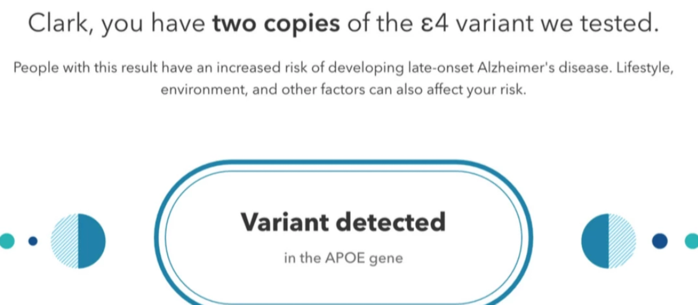 Clark, you have two copies of the ε4 variant we tested.
People with this result have an increased risk of developing late-onset Alzheimer's disease. Lifestyle,
environment, and other factors can also affect your risk.
Variant detected
in the APOE gene